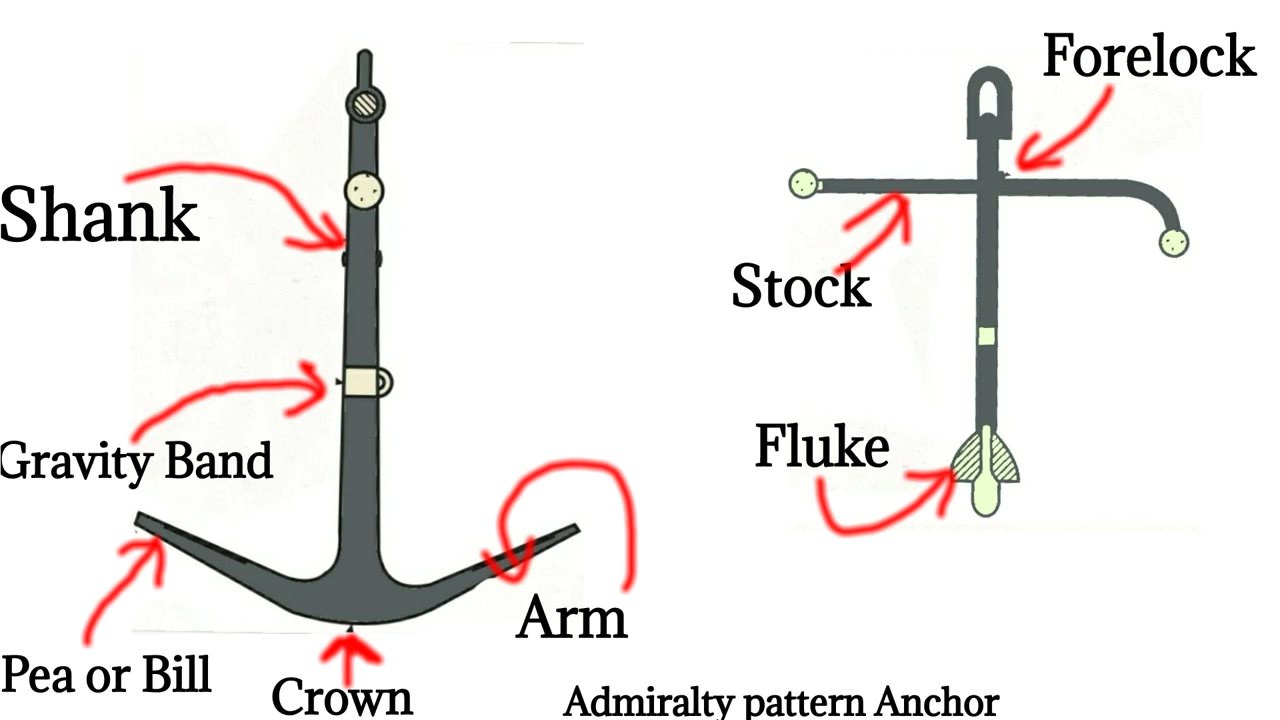 Forelock
Shank
Stock
Gravity Band
Fluke
Arm
Pea or Bill
Crown
Admiralty pattern Anchor